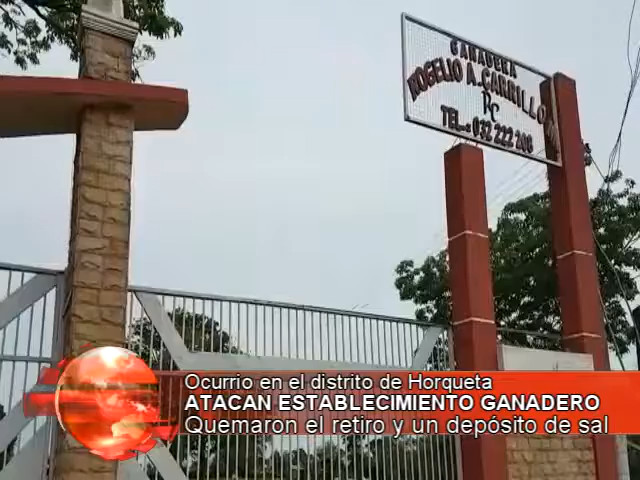 GANADERA
ROGELIO A. CARRILLO
RC
TEL.: 032 222 208
Ocurrio en el distrito de Horqueta
ATACAN ESTABLECIMIENTO GANADERO
Quemaron el retiro y un depósito de sal